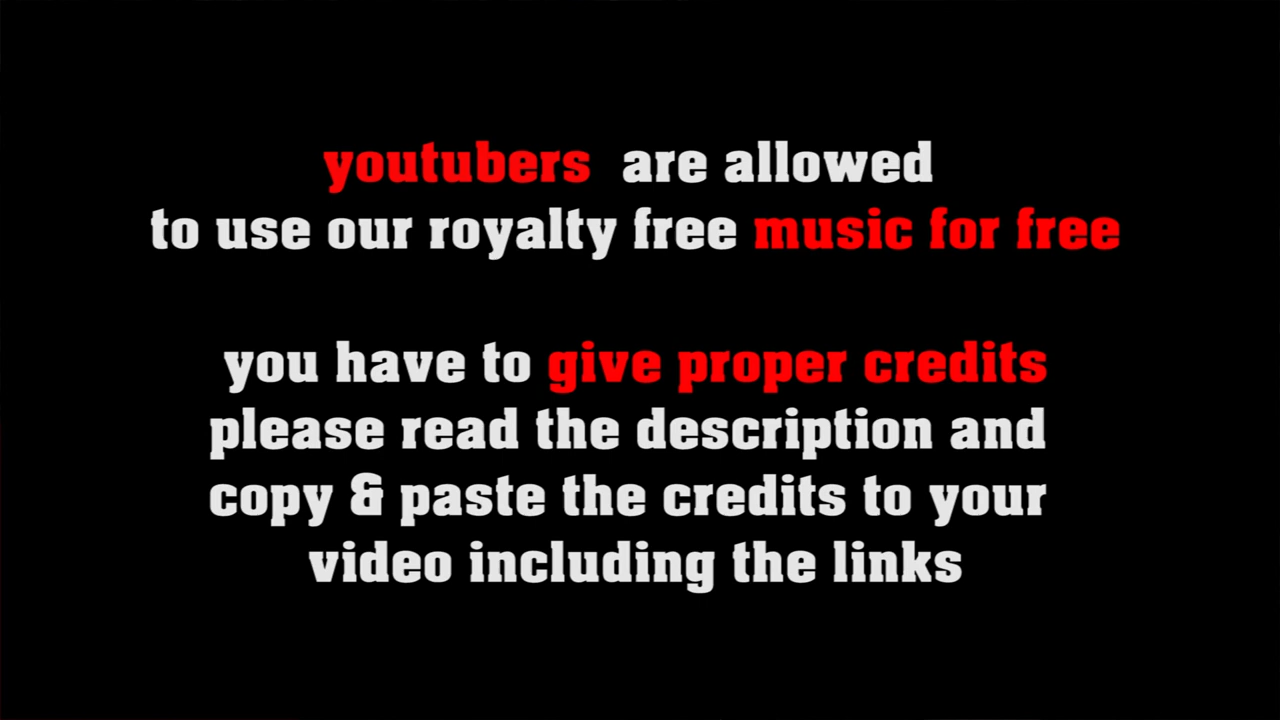 youtubers are allowed
to use our royalty free music for free
you have to give proper credits
please read the description and
copy & paste the credits to your
video including the links